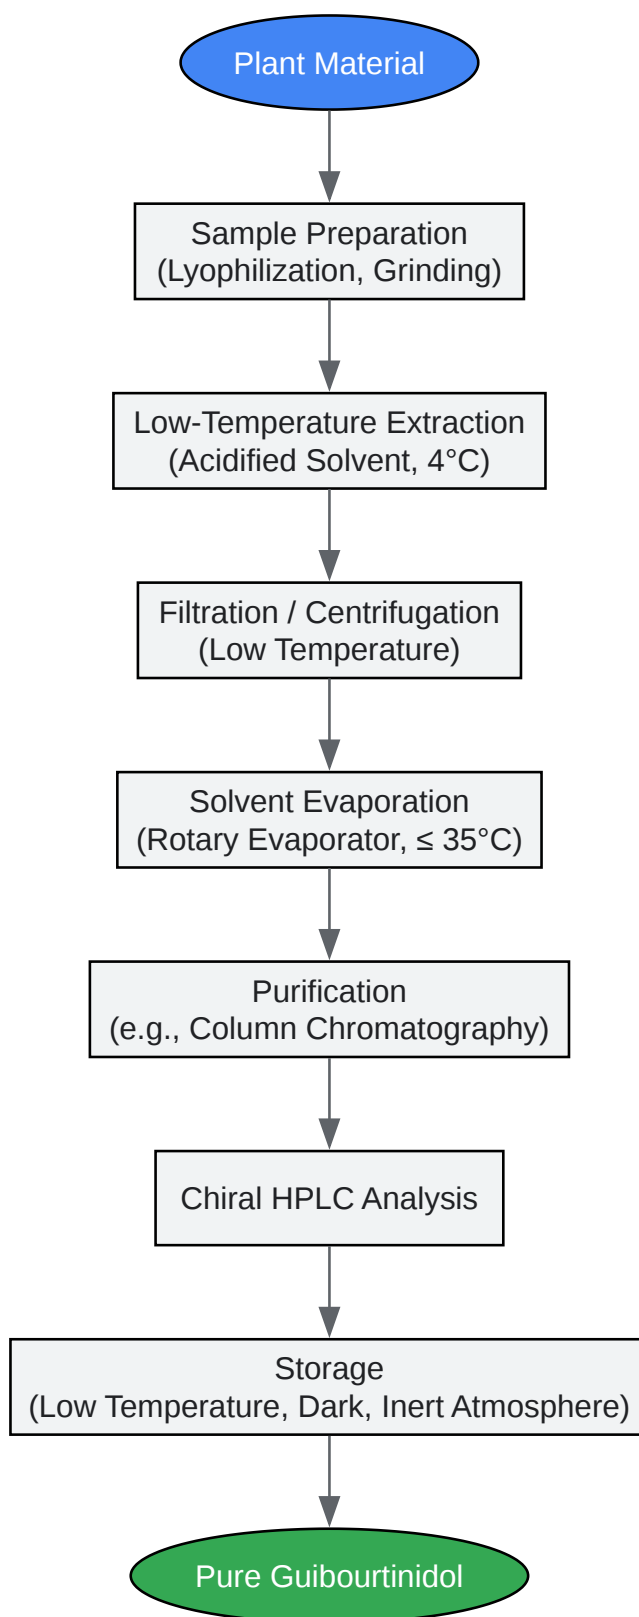 Plant Material
Sample Preparation
(Lyophilization, Grinding)
Low-Temperature Extraction
(Acidified Solvent, 4°C)
Filtration / Centrifugation
(Low Temperature)
Solvent Evaporation
(Rotary Evaporator, ≤ 35°C)
Purification
(e.g., Column Chromatography)
Chiral HPLC Analysis
Storage
(Low Temperature, Dark, Inert Atmosphere)
Pure Guibourtinidol